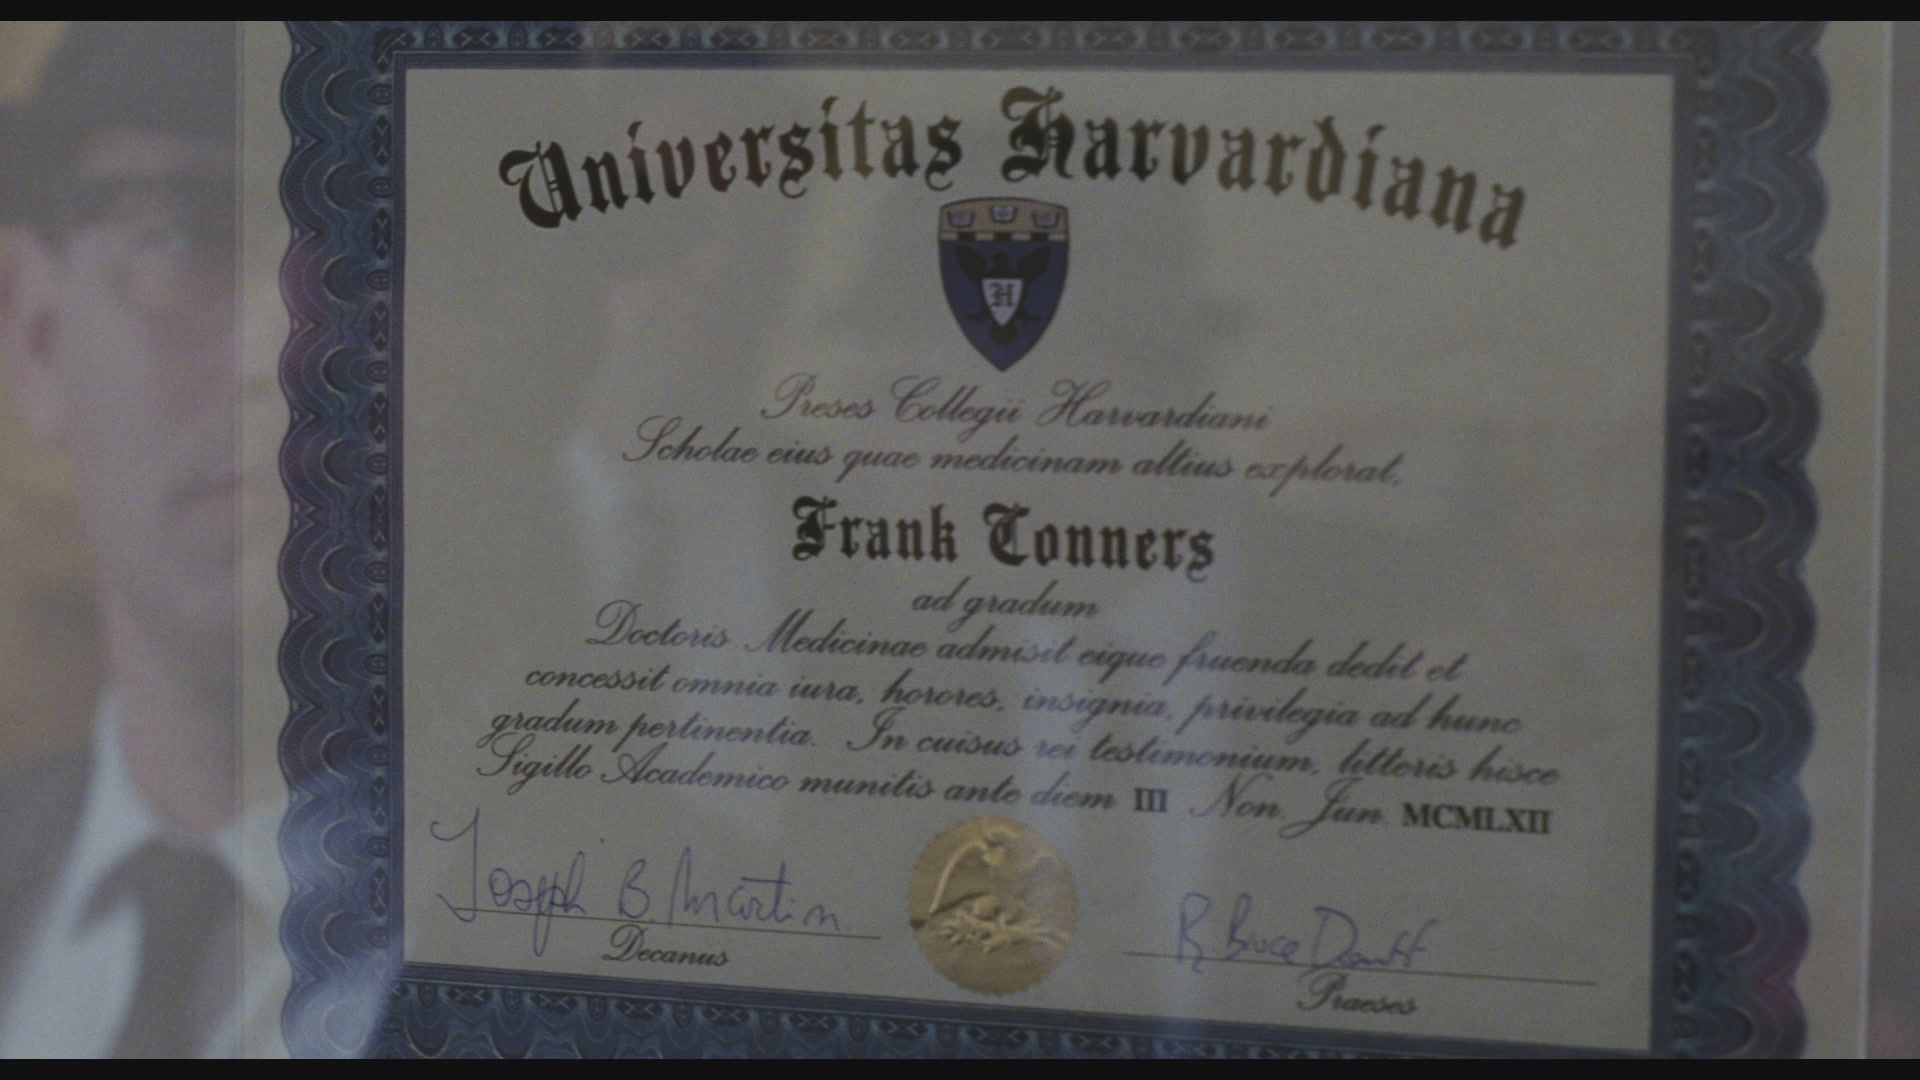 Universitas Harvardiana
H
Preses Collegii Harvardiani
Scholae eius quae medicinam altius explorat,
Frank Conners
ad gradum
Doctoris Medicinae admisit eique fruenda dedit et
concessit omnia iura, horores, insignia, privilegia ad hunc
gradum pertinentia. In cuisus rei testimonium, litteris hisce
Sigillo Academico munitis ante diem III Non. Jun. MCMLXII
Joseph B. Martin
R Bruce
Decanus
Praeses